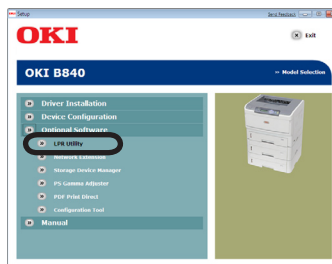 OKI Setup
Send Feedback
OKI
Exit
OKI B840
Model Selection
Driver Installation
Device Configuration
Optional Software
LPR Utility
Network Extension
Storage Device Manager
PS Gamma Adjuster
PDF Print Direct
Configuration Tool
Manual